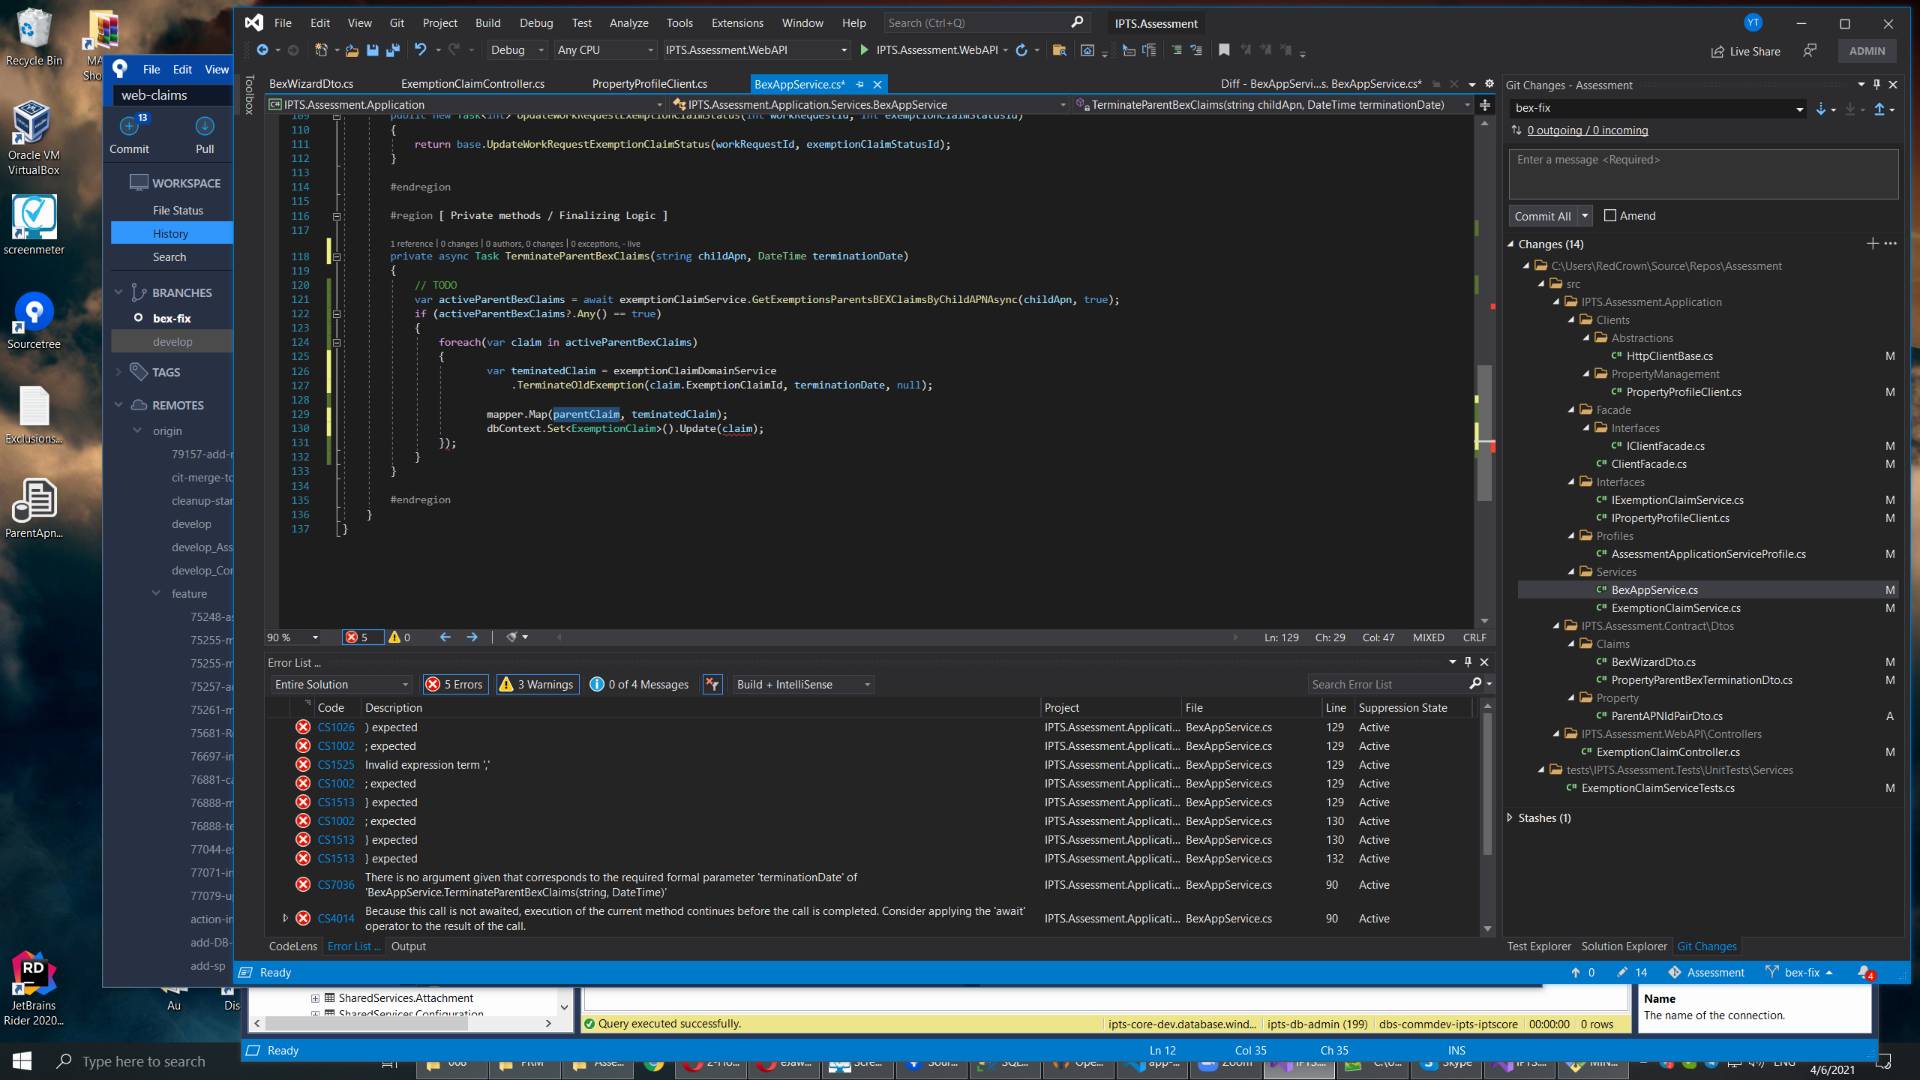 Recycle Bin
Oracle VM
VirtualBox
screenmeter
Sourcetree
Exclusions...
ParentApn...
JetBrains
Rider 2020...
File Edit View
web-claims
13
Commit Pull
WORKSPACE
File Status
History
Search
BRANCHES
bex-fix
develop
TAGS
REMOTES
origin
cit-merge-to
develop
feature
File Edit View Git Project Build Debug Test Analyze Tools Extensions Window Help Search (Ctrl+Q) IPTS.Assessment YT
Debug Any CPU IPTS.Assessment.WebAPI IPTS.Assessment.WebAPI Live Share ADMIN
Toolbox
BexWizardDto.cs ExemptionClaimController.cs PropertyProfileClient.cs BexAppService.cs* Diff - BexAppServi...s. BexAppService.cs*
IPTS.Assessment.Application IPTS.Assessment.Application.Services.BexAppService TerminateParentBexClaims(string childApn, DateTime terminationDate)
109 public new Task<int> UpdateWorkRequestExemptionClaimStatus(int workRequestId, int exemptionClaimStatusId)
110 {
111 return base.UpdateWorkRequestExemptionClaimStatus(workRequestId, exemptionClaimStatusId);
112 }
113
114 #endregion
115
116 #region [ Private methods / Finalizing Logic ]
117
1 reference | 0 changes | 0 authors, 0 changes | 0 exceptions, - live
118 private async Task TerminateParentBexClaims(string childApn, DateTime terminationDate)
119 {
120 // TODO
121 var activeParentBexClaims = await exemptionClaimService.GetExemptionsParentsBEXClaimsByChildAPNAsync(childApn, true);
122 if (activeParentBexClaims?.Any() == true)
123 {
124 foreach(var claim in activeParentBexClaims)
125 {
126 var teminatedClaim = exemptionClaimDomainService
127 .TerminateOldExemption(claim.ExemptionClaimId, terminationDate, null);
128
129 mapper.Map(parentClaim, teminatedClaim);
130 dbContext.Set<ExemptionClaim>().Update(claim);
131 });
132 }
133 }
134
135 #endregion
136 }
137 }
90 % 5 0 Ln: 129 Ch: 29 Col: 47 MIXED CRLF
Error List ...
Entire Solution 5 Errors 3 Warnings 0 of 4 Messages Build + IntelliSense Search Error List
Code Description Project File Line Suppression State
CS1026 ) expected IPTS.Assessment.Applicati... BexAppService.cs 129 Active
CS1002 ; expected IPTS.Assessment.Applicati... BexAppService.cs 129 Active
CS1525 Invalid expression term ',' IPTS.Assessment.Applicati... BexAppService.cs 129 Active
CS1002 ; expected IPTS.Assessment.Applicati... BexAppService.cs 129 Active
CS1513 } expected IPTS.Assessment.Applicati... BexAppService.cs 129 Active
CS1002 ; expected IPTS.Assessment.Applicati... BexAppService.cs 130 Active
CS1513 } expected IPTS.Assessment.Applicati... BexAppService.cs 130 Active
CS1513 } expected IPTS.Assessment.Applicati... BexAppService.cs 132 Active
There is no argument given that corresponds to the required formal parameter 'terminationDate' of
CS7036 'BexAppService.TerminateParentBexClaims(string, DateTime)' IPTS.Assessment.Applicati... BexAppService.cs 90 Active
Because this call is not awaited, execution of the current method continues before the call is completed. Consider applying the 'await'
CS4014 operator to the result of the call. IPTS.Assessment.Applicati... BexAppService.cs 90 Active
CodeLens Error List ... Output
Ready 0 14 Assessment bex-fix 4
Git Changes - Assessment
bex-fix
0 outgoing / 0 incoming
Enter a message <Required>
Commit All Amend
Changes (14)
C:\Users\RedCrown\Source\Repos\Assessment
src
IPTS.Assessment.Application
Clients
Abstractions
HttpClientBase.cs M
PropertyManagement
PropertyProfileClient.cs M
Facade
Interfaces
IClientFacade.cs M
ClientFacade.cs M
Interfaces
IExemptionClaimService.cs M
IPropertyProfileClient.cs M
Profiles
AssessmentApplicationServiceProfile.cs M
Services
BexAppService.cs M
ExemptionClaimService.cs M
IPTS.Assessment.Contract\Dtos
Claims
BexWizardDto.cs M
PropertyParentBexTerminationDto.cs M
Property
ParentAPNIdPairDto.cs A
IPTS.Assessment.WebAPI\Controllers
ExemptionClaimController.cs M
tests\IPTS.Assessment.Tests\UnitTests\Services
ExemptionClaimServiceTests.cs M
Stashes (1)
Test Explorer Solution Explorer Git Changes
SharedServices.Attachment
SharedServices.Configuration
Query executed successfully. ipts-core-dev.database.wind... ipts-db-admin (199) dbs-commdev-ipts-iptscore 00:00:00 0 rows
Name
The name of the connection.
Ready Ln 12 Col 35 Ch 35 INS
Type here to search
4/6/2021